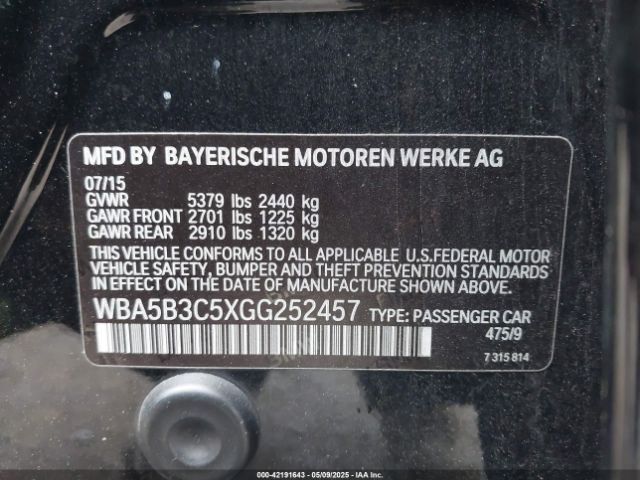 MFD BY BAYERISCHE MOTOREN WERKE AG
07/15
GVWR 5379 lbs 2440 kg
GAWR FRONT 2701 lbs 1225 kg
GAWR REAR 2910 lbs 1320 kg
THIS VEHICLE CONFORMS TO ALL APPLICABLE U.S.FEDERAL MOTOR
VEHICLE SAFETY, BUMPER AND THEFT PREVENTION STANDARDS
IN EFFECT ON THE DATE OF MANUFACTURE SHOWN ABOVE.
WBA5B3C5XGG252457 TYPE: PASSENGER CAR
475/9
7 315 814
000-42191643 05/09/2025 IAA Inc.